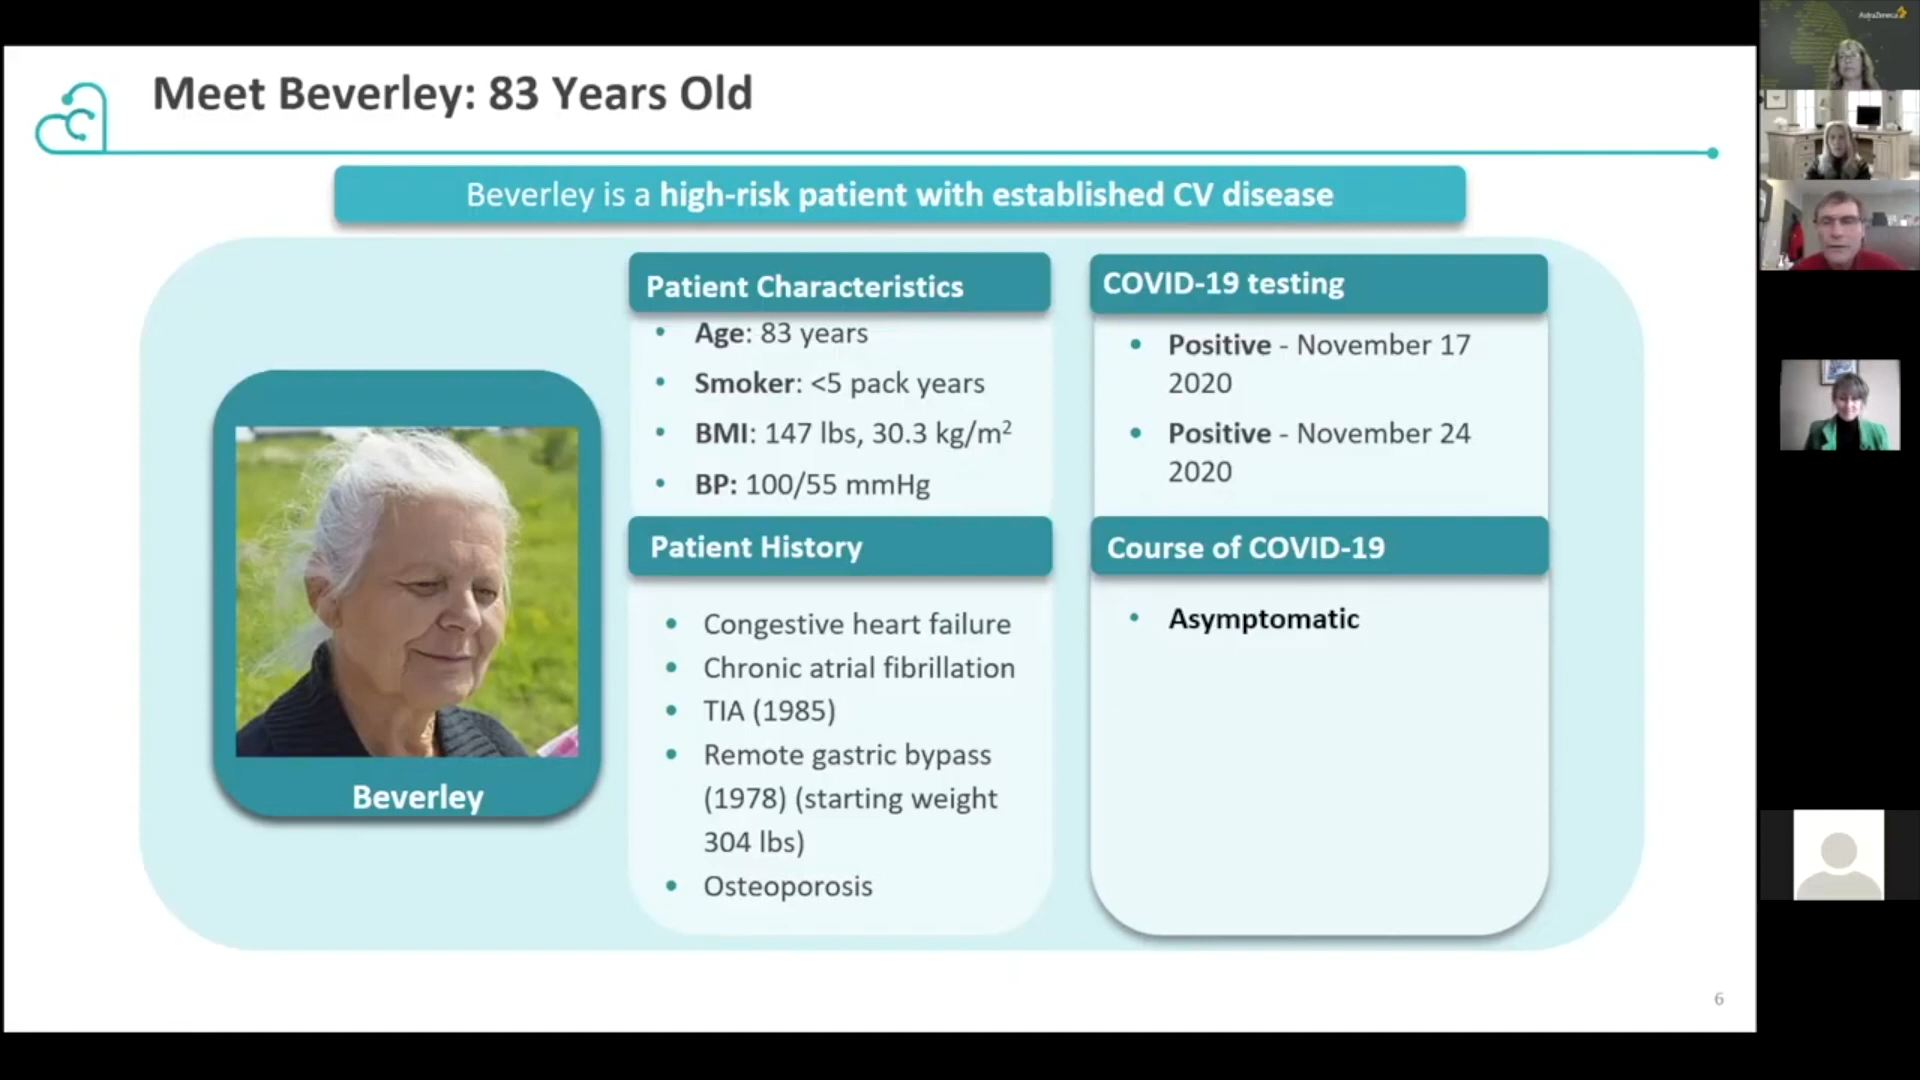 Meet Beverley: 83 Years Old
Beverley is a high-risk patient with established CV disease
Beverley
Patient Characteristics
• Age: 83 years
• Smoker: <5 pack years
• BMI: 147 lbs, 30.3 kg/m²
• BP: 100/55 mmHg
Patient History
• Congestive heart failure
• Chronic atrial fibrillation
• TIA (1985)
• Remote gastric bypass
(1978) (starting weight
304 lbs)
• Osteoporosis
COVID-19 testing
• Positive - November 17
2020
• Positive - November 24
2020
Course of COVID-19
• Asymptomatic
6
AstraZeneca